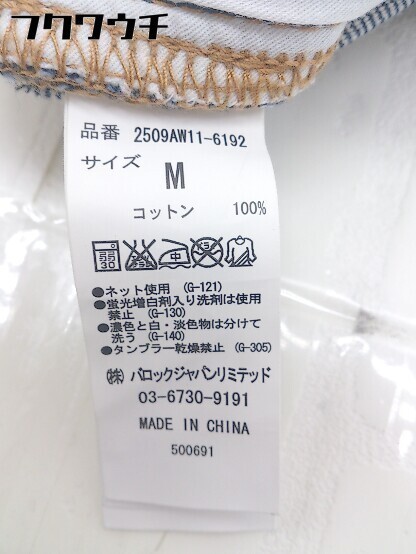 フクワウチ
品番 2509AW11-6192
サイズ
M
コットン 100%
30
中
●ネット使用 (G-121)
●蛍光増白剤入り洗剤は使用
禁止 (G-130)
●濃色と白・淡色物は分けて
洗う (G-140)
●タンブラー乾燥禁止 (G-305)
㈱ バロックジャパンリミテッド
03-6730-9191
MADE IN CHINA
500691